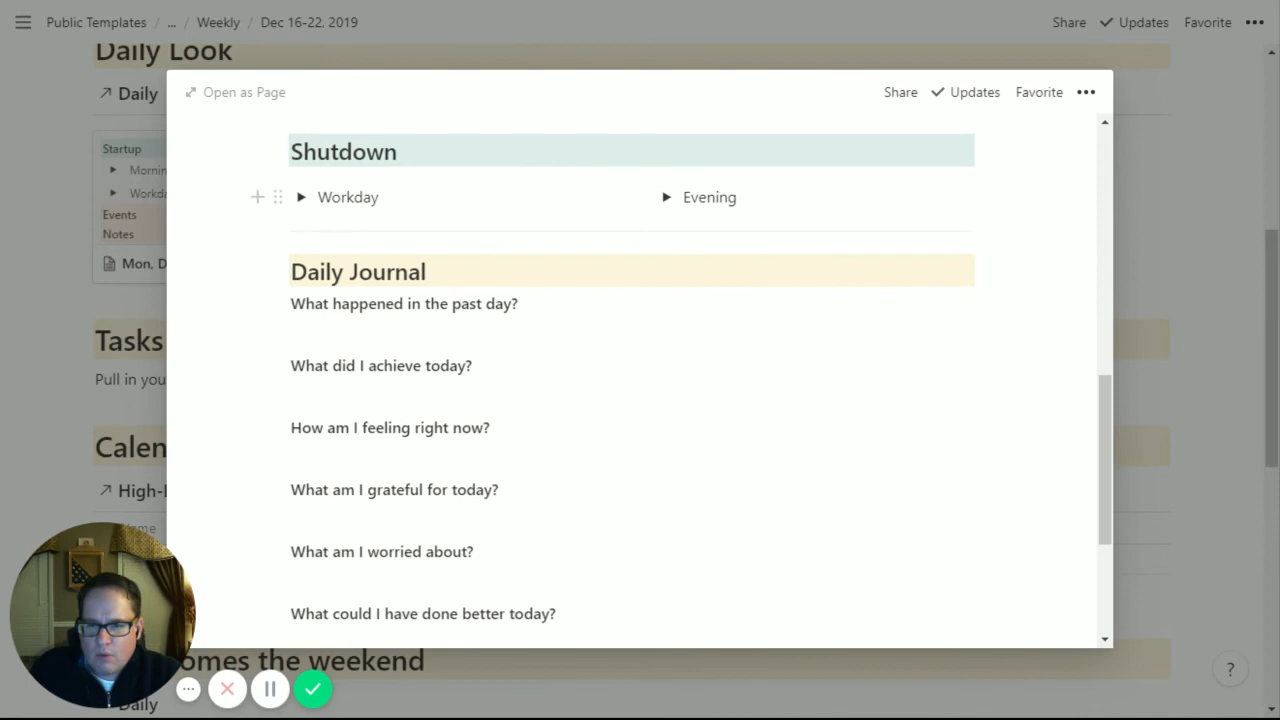 Public Templates / ... / Weekly / Dec 16-22, 2019
Share Updates Favorite
Daily Look
Daily
Startup
Events
Notes
Mon, D
Tasks
Pull in you
High-
Open as Page
Share Updates Favorite
Shutdown
Workday
Evening
Daily Journal
What happened in the past day?
What did I achieve today?
How am I feeling right now?
What am I grateful for today?
What am I worried about?
What could I have done better today?
omes the weekend
Daily
?